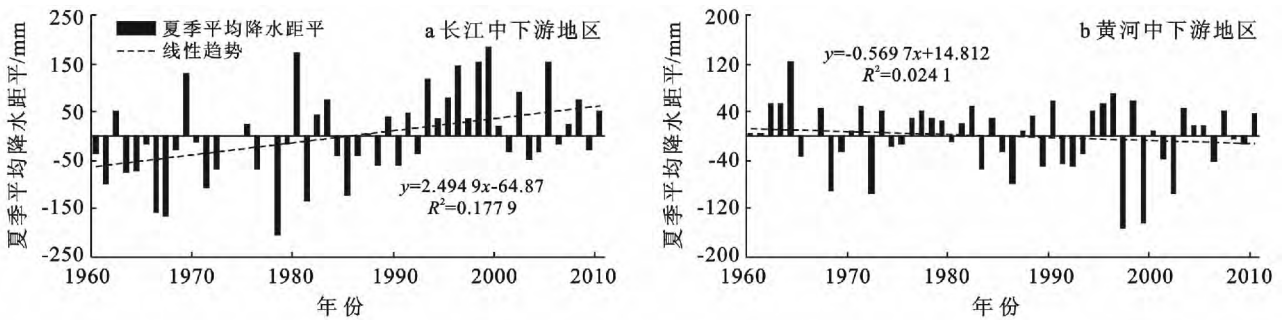 夏季平均降水距平/mm
250
150
50
-50
-150
-250
夏季平均降水距平
线性趋势
a 长江中下游地区
y=2.494 9x-64.87
R²=0.177 9
1960 1970 1980 1990 2000 2010
年份
夏季平均降水距平/mm
200
120
40
-40
-120
-200
b 黄河中下游地区
y=-0.569 7x+14.812
R²=0.024 1
1960 1970 1980 1990 2000 2010
年份